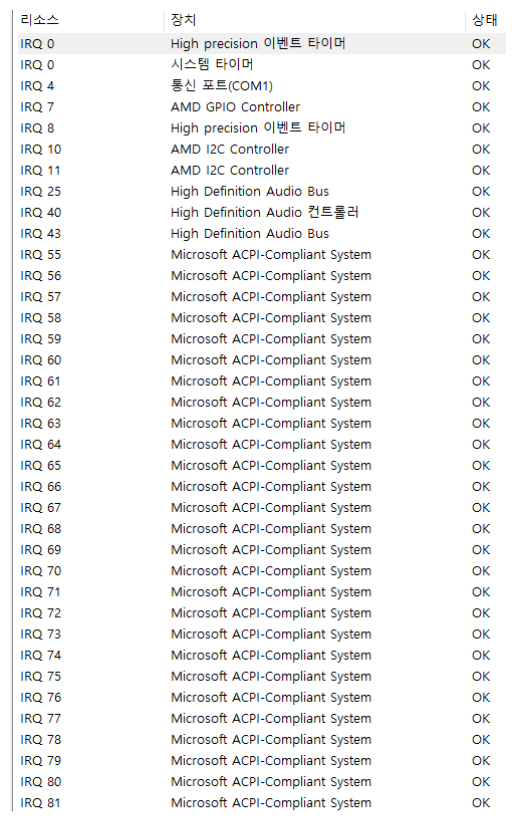 리소스 장치 상태
IRQ 0 High precision 이벤트 타이머 OK
IRQ 0 시스템 타이머 OK
IRQ 4 통신 포트(COM1) OK
IRQ 7 AMD GPIO Controller OK
IRQ 8 High precision 이벤트 타이머 OK
IRQ 10 AMD I2C Controller OK
IRQ 11 AMD I2C Controller OK
IRQ 25 High Definition Audio Bus OK
IRQ 40 High Definition Audio 컨트롤러 OK
IRQ 43 High Definition Audio Bus OK
IRQ 55 Microsoft ACPI-Compliant System OK
IRQ 56 Microsoft ACPI-Compliant System OK
IRQ 57 Microsoft ACPI-Compliant System OK
IRQ 58 Microsoft ACPI-Compliant System OK
IRQ 59 Microsoft ACPI-Compliant System OK
IRQ 60 Microsoft ACPI-Compliant System OK
IRQ 61 Microsoft ACPI-Compliant System OK
IRQ 62 Microsoft ACPI-Compliant System OK
IRQ 63 Microsoft ACPI-Compliant System OK
IRQ 64 Microsoft ACPI-Compliant System OK
IRQ 65 Microsoft ACPI-Compliant System OK
IRQ 66 Microsoft ACPI-Compliant System OK
IRQ 67 Microsoft ACPI-Compliant System OK
IRQ 68 Microsoft ACPI-Compliant System OK
IRQ 69 Microsoft ACPI-Compliant System OK
IRQ 70 Microsoft ACPI-Compliant System OK
IRQ 71 Microsoft ACPI-Compliant System OK
IRQ 72 Microsoft ACPI-Compliant System OK
IRQ 73 Microsoft ACPI-Compliant System OK
IRQ 74 Microsoft ACPI-Compliant System OK
IRQ 75 Microsoft ACPI-Compliant System OK
IRQ 76 Microsoft ACPI-Compliant System OK
IRQ 77 Microsoft ACPI-Compliant System OK
IRQ 78 Microsoft ACPI-Compliant System OK
IRQ 79 Microsoft ACPI-Compliant System OK
IRQ 80 Microsoft ACPI-Compliant System OK
IRQ 81 Microsoft ACPI-Compliant System OK